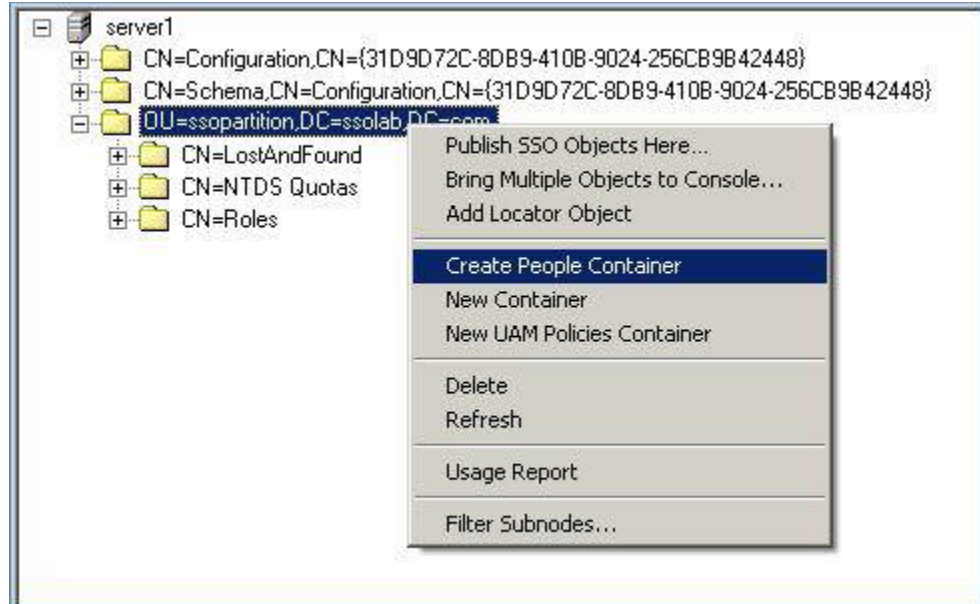 server1
CN=Configuration,CN={31D9D72C-8DB9-410B-9024-256CB9B42448}
CN=Schema,CN=Configuration,CN={31D9D72C-8DB9-410B-9024-256CB9B42448}
OU=ssopartition,DC=ssolab,DC=com
CN=LostAndFound
CN=NTDS Quotas
CN=Roles
Publish SSO Objects Here...
Bring Multiple Objects to Console...
Add Locator Object
Create People Container
New Container
New UAM Policies Container
Delete
Refresh
Usage Report
Filter Subnodes...